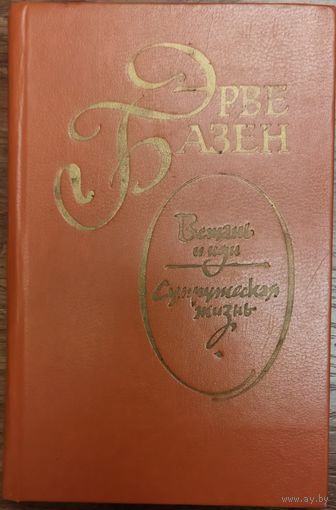 ЭРВЕ
БАЗЕН
Встань
и иди
Супружеская
жизнь
www.ay.by